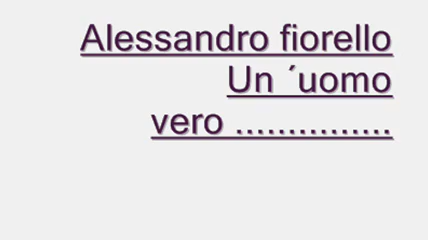 Alessandro fiorello
Un ´uomo
vero ...............